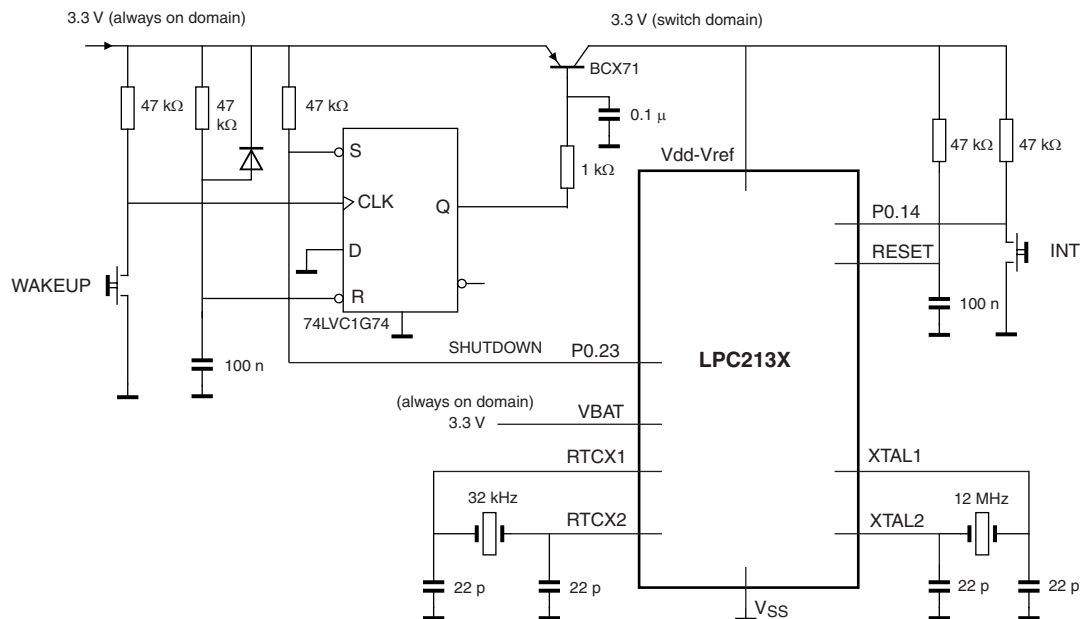 3.3 V (always on domain)
3.3 V (switch domain)
BCX71
47 kΩ
47
kΩ
47 kΩ
0.1 μ
1 kΩ
47 kΩ
47 kΩ
S
CLK
Q
D
R
74LVC1G74
WAKEUP
100 n
Vdd-Vref
P0.14
RESET
INT
100 n
SHUTDOWN
P0.23
LPC213X
(always on domain)
3.3 V
VBAT
RTCX1
XTAL1
32 kHz
RTCX2
XTAL2
12 MHz
22 p
22 p
VSS
22 p
22 p